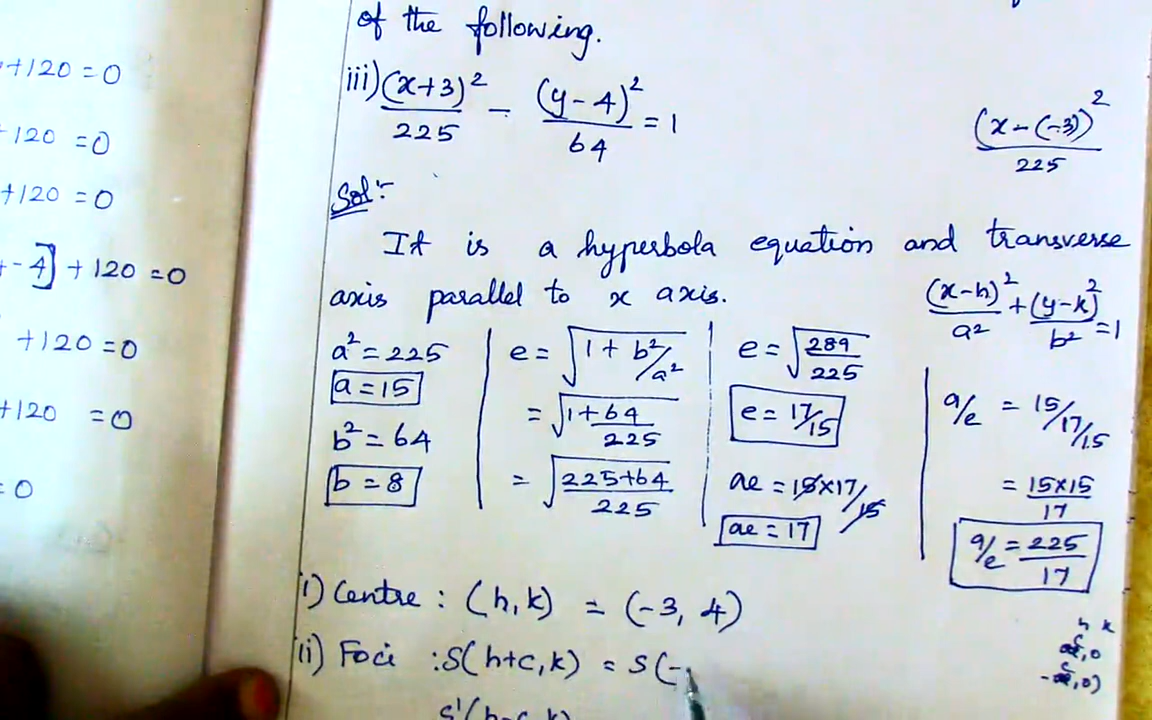 +120 = 0
+120 = 0
+120 = 0
- 4] + 120 = 0
+120 = 0
+120 = 0
= 0
of the following.
iii) (x+3)²/225 - (y-4)²/64 = 1
(x-(-3))²/225
Sol:-
It is a hyperbola equation and transverse
axis parallel to x axis.
(x-h)²/a² + (y-k)²/b² = 1
a² = 225
a = 15
b² = 64
b = 8
e = √(1 + b²/a²)
= √(1 + 64/225)
= √((225+64)/225)
e = √(289/225)
e = 17/15
ae = 15×17/15
ae = 17
a/e = 15/17/15
= 15×15/17
a/e = 225/17
i) Centre : (h, k) = (-3, 4)
ii) Foci : S(h+c, k) = S(-
S'(h-c, k)
h k
c, 0
-c, 0)